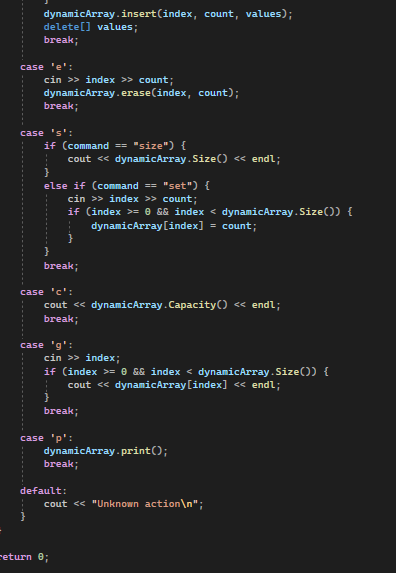 }
dynamicArray.insert(index, count, values);
delete[] values;
break;
case 'e':
cin >> index >> count;
dynamicArray.erase(index, count);
break;
case 's':
if (command == "size") {
cout << dynamicArray.Size() << endl;
}
else if (command == "set") {
cin >> index >> count;
if (index >= 0 && index < dynamicArray.Size()) {
dynamicArray[index] = count;
}
}
break;
case 'c':
cout << dynamicArray.Capacity() << endl;
break;
case 'g':
cin >> index;
if (index >= 0 && index < dynamicArray.Size()) {
cout << dynamicArray[index] << endl;
}
break;
case 'p':
dynamicArray.print();
break;
default:
cout << "Unknown action\n";
}
}
return 0;